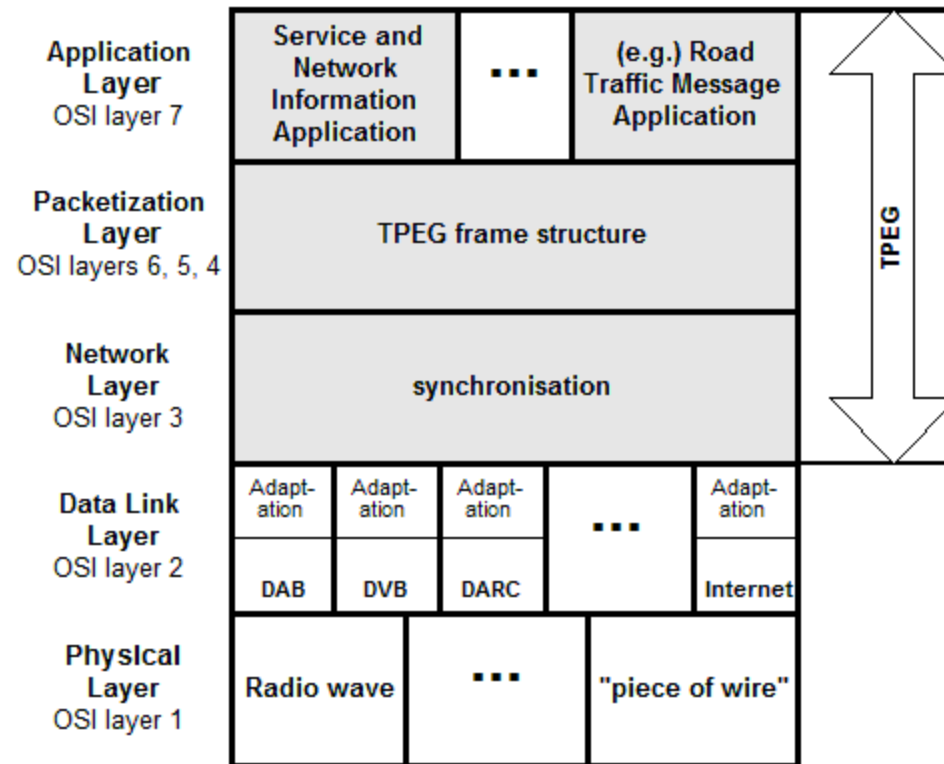 Application
Layer
OSI layer 7
Service and
Network
Information
Application
...
(e.g.) Road
Traffic Message
Application
TPEG
Packetization
Layer
OSI layers 6, 5, 4
TPEG frame structure
Network
Layer
OSI layer 3
synchronisation
Data Link
Layer
OSI layer 2
Adapt-
ation
DAB
Adapt-
ation
DVB
Adapt-
ation
DARC
...
Adapt-
ation
Internet
Physical
Layer
OSI layer 1
Radio wave
...
"piece of wire"